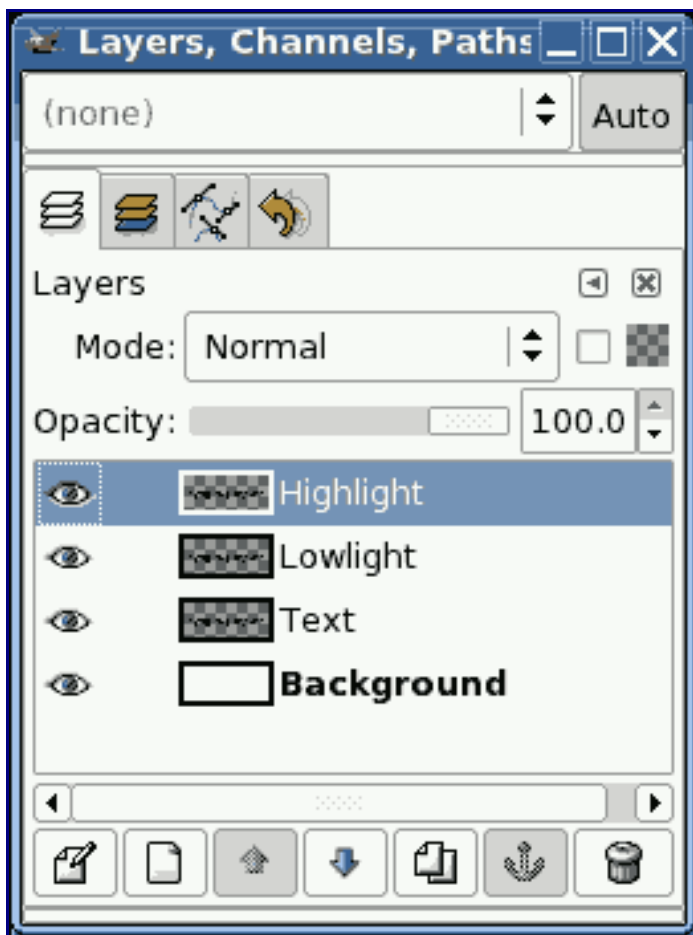 Layers, Channels, Paths
(none)
Auto
Layers
Mode: Normal
Opacity: 100.0
Highlight
Lowlight
Text
Background